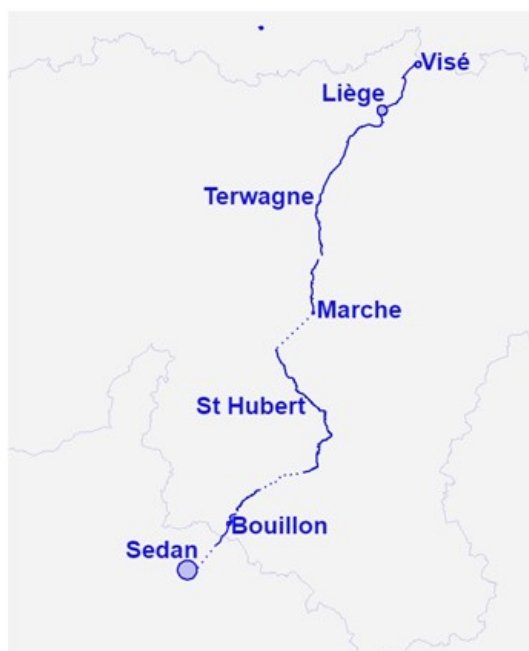 Visé
Liège
Terwagne
Marche
St Hubert
Bouillon
Sedan